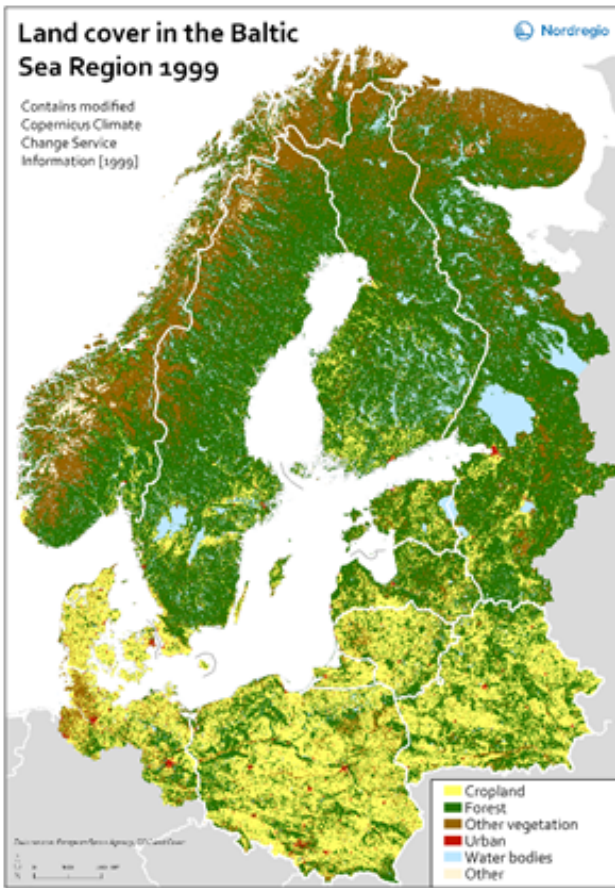 Land cover in the Baltic
Sea Region 1999
Nordregio
Contains modified
Copernicus Climate
Change Service
Information [1999]
Cropland
Forest
Other vegetation
Urban
Water bodies
Other